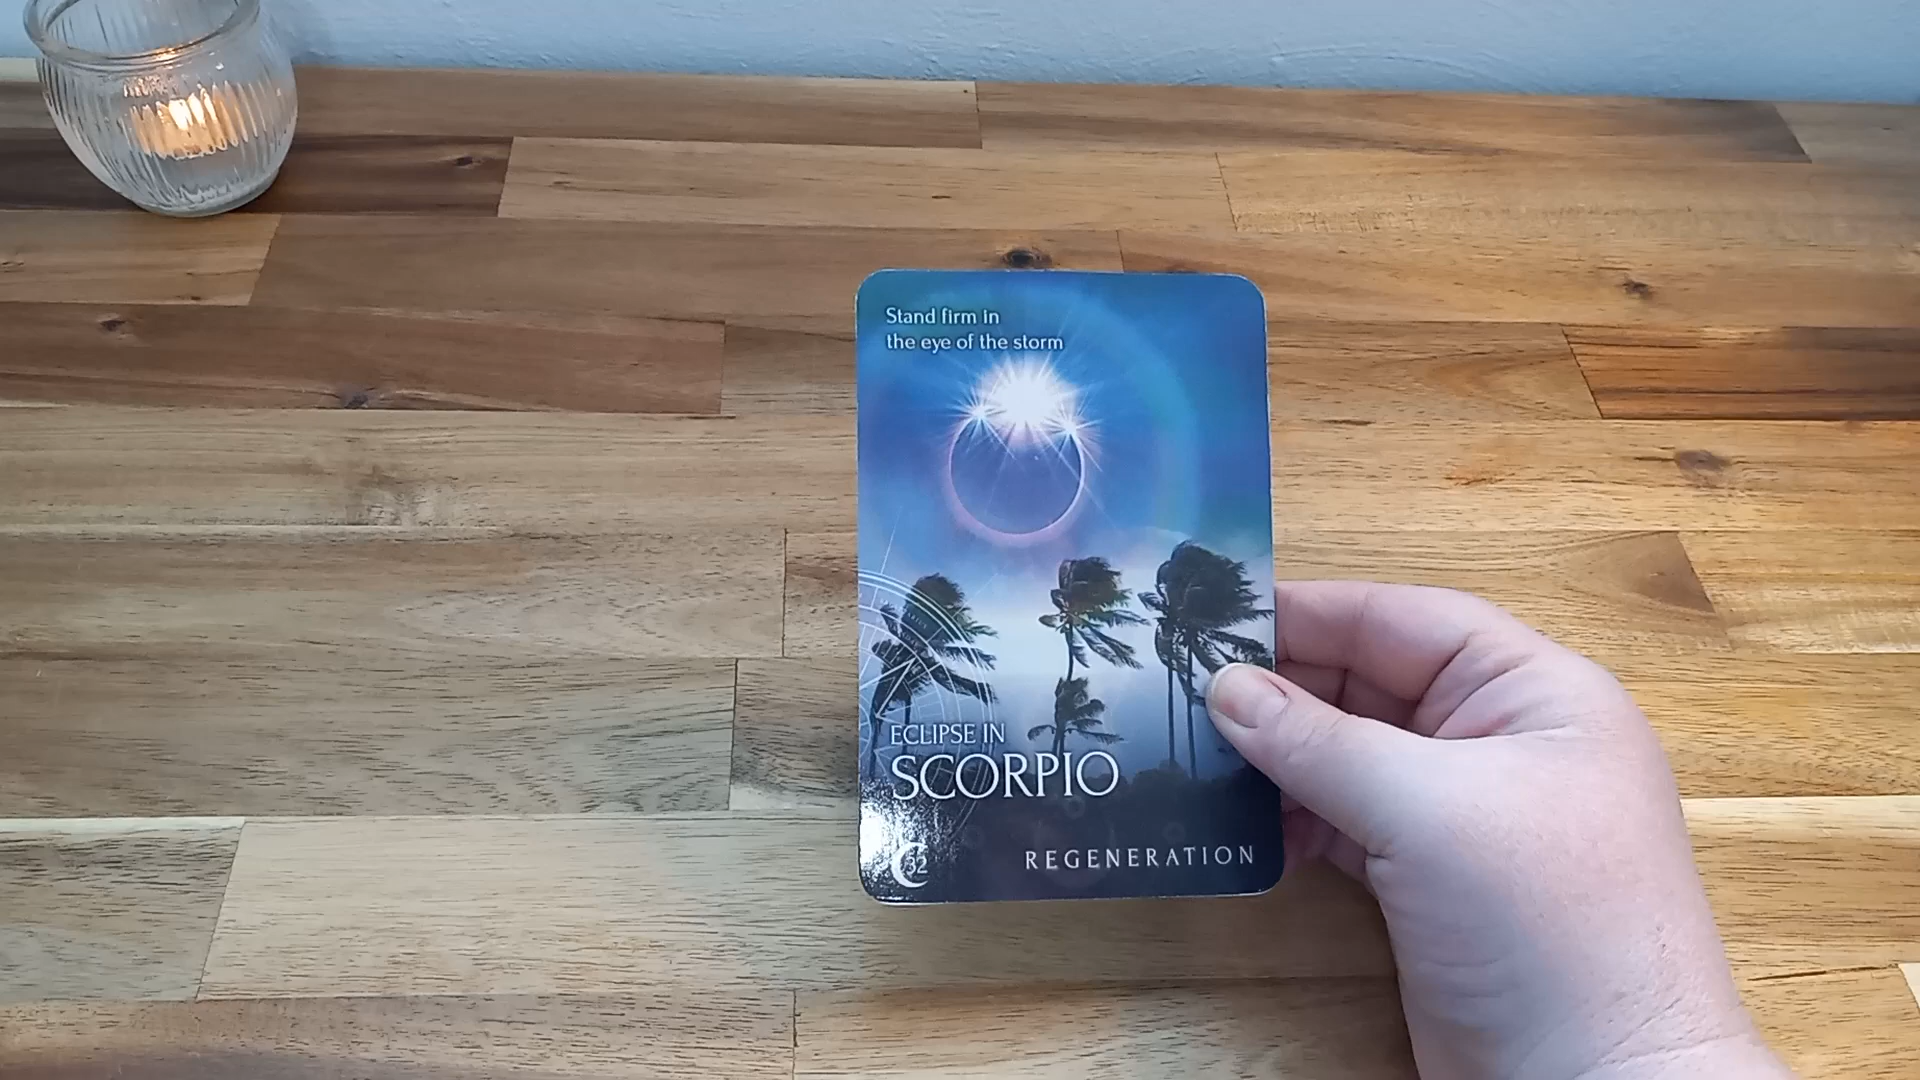 Stand firm in
the eye of the storm
ECLIPSE IN
SCORPIO
32
REGENERATION